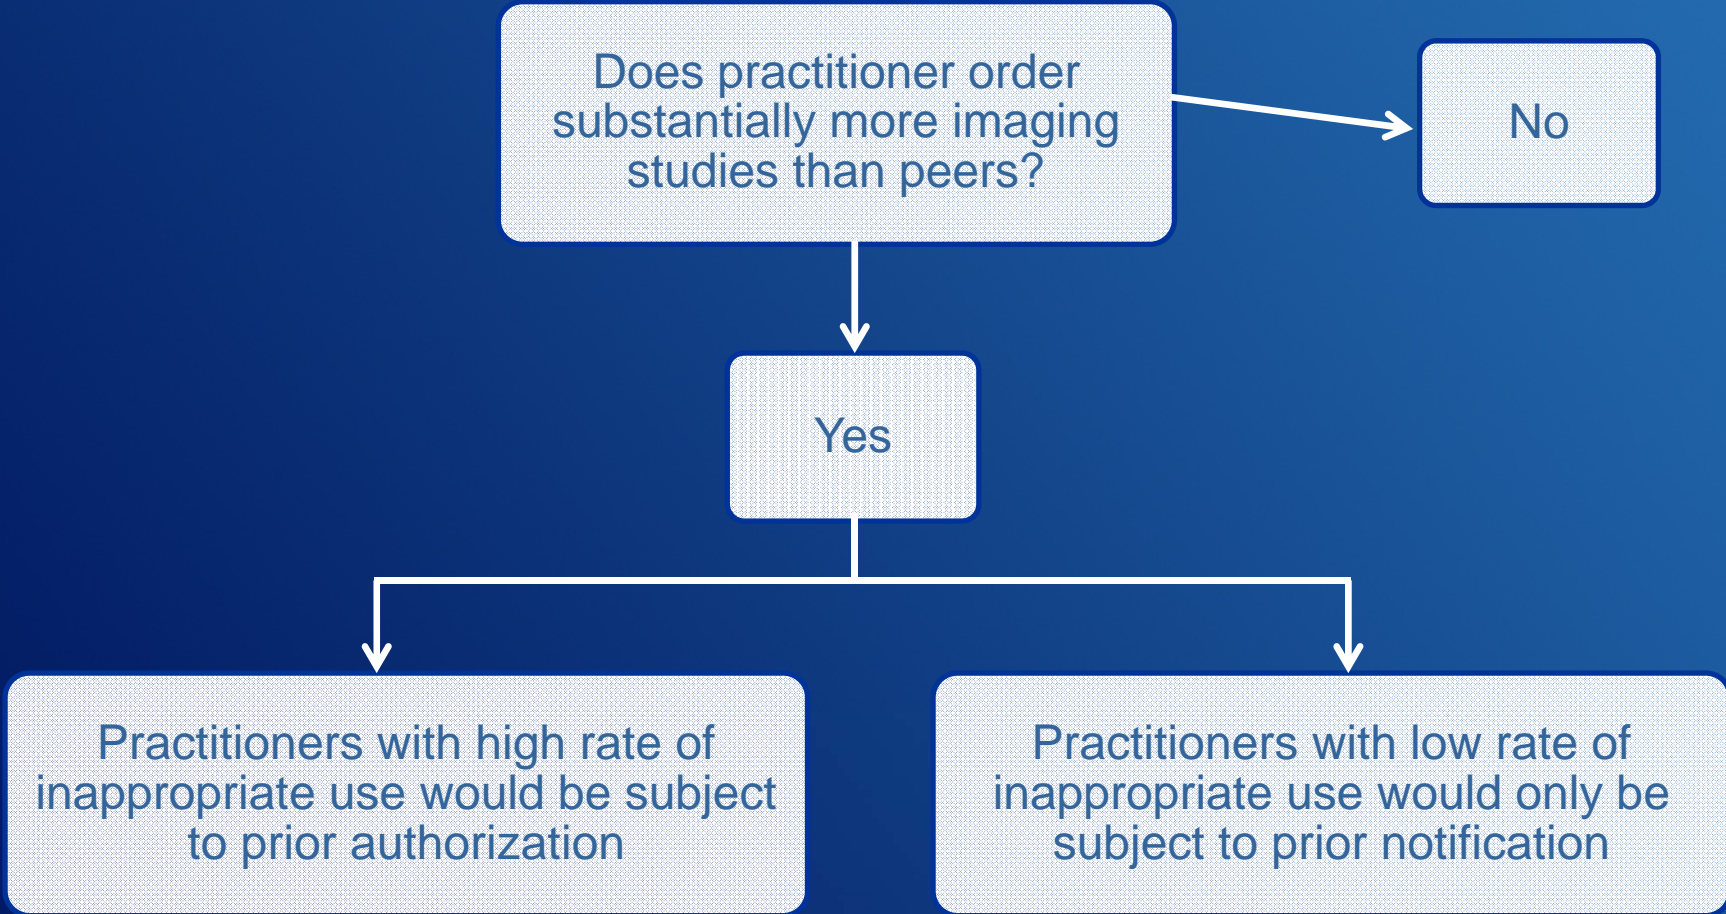 Does practitioner order
substantially more imaging
studies than peers?
No
Yes
Practitioners with high rate of
inappropriate use would be subject
to prior authorization
Practitioners with low rate of
inappropriate use would only be
subject to prior notification